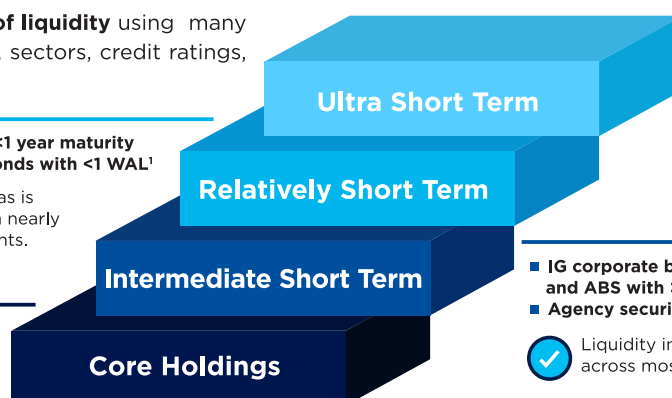 of liquidity using many
, sectors, credit ratings,
Ultra Short Term
<1 year maturity
onds with <1 WAL¹
as is
nearly
nts.
Relatively Short Term
Intermediate Short Term
IG corporate b
and ABS with
Agency securi
Liquidity i
across mos
Core Holdings